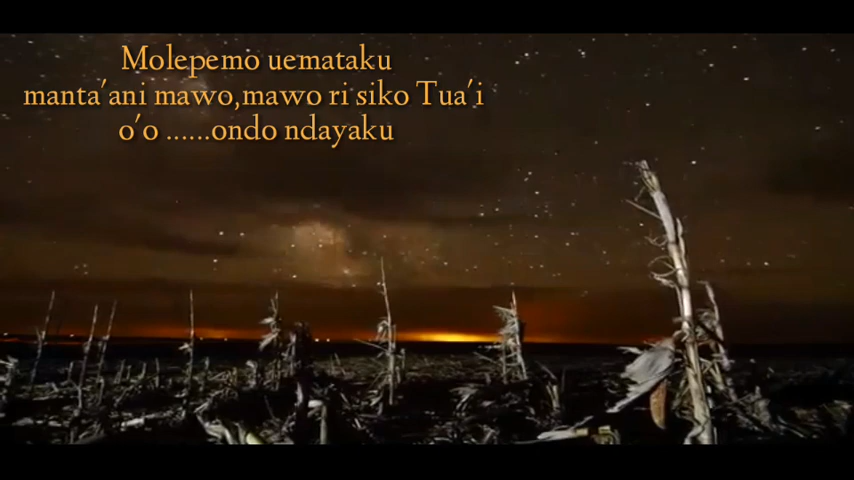 Molepemo uemataku
manta'ani mawo,mawo ri siko Tua'i
o'o ......ondo ndayaku